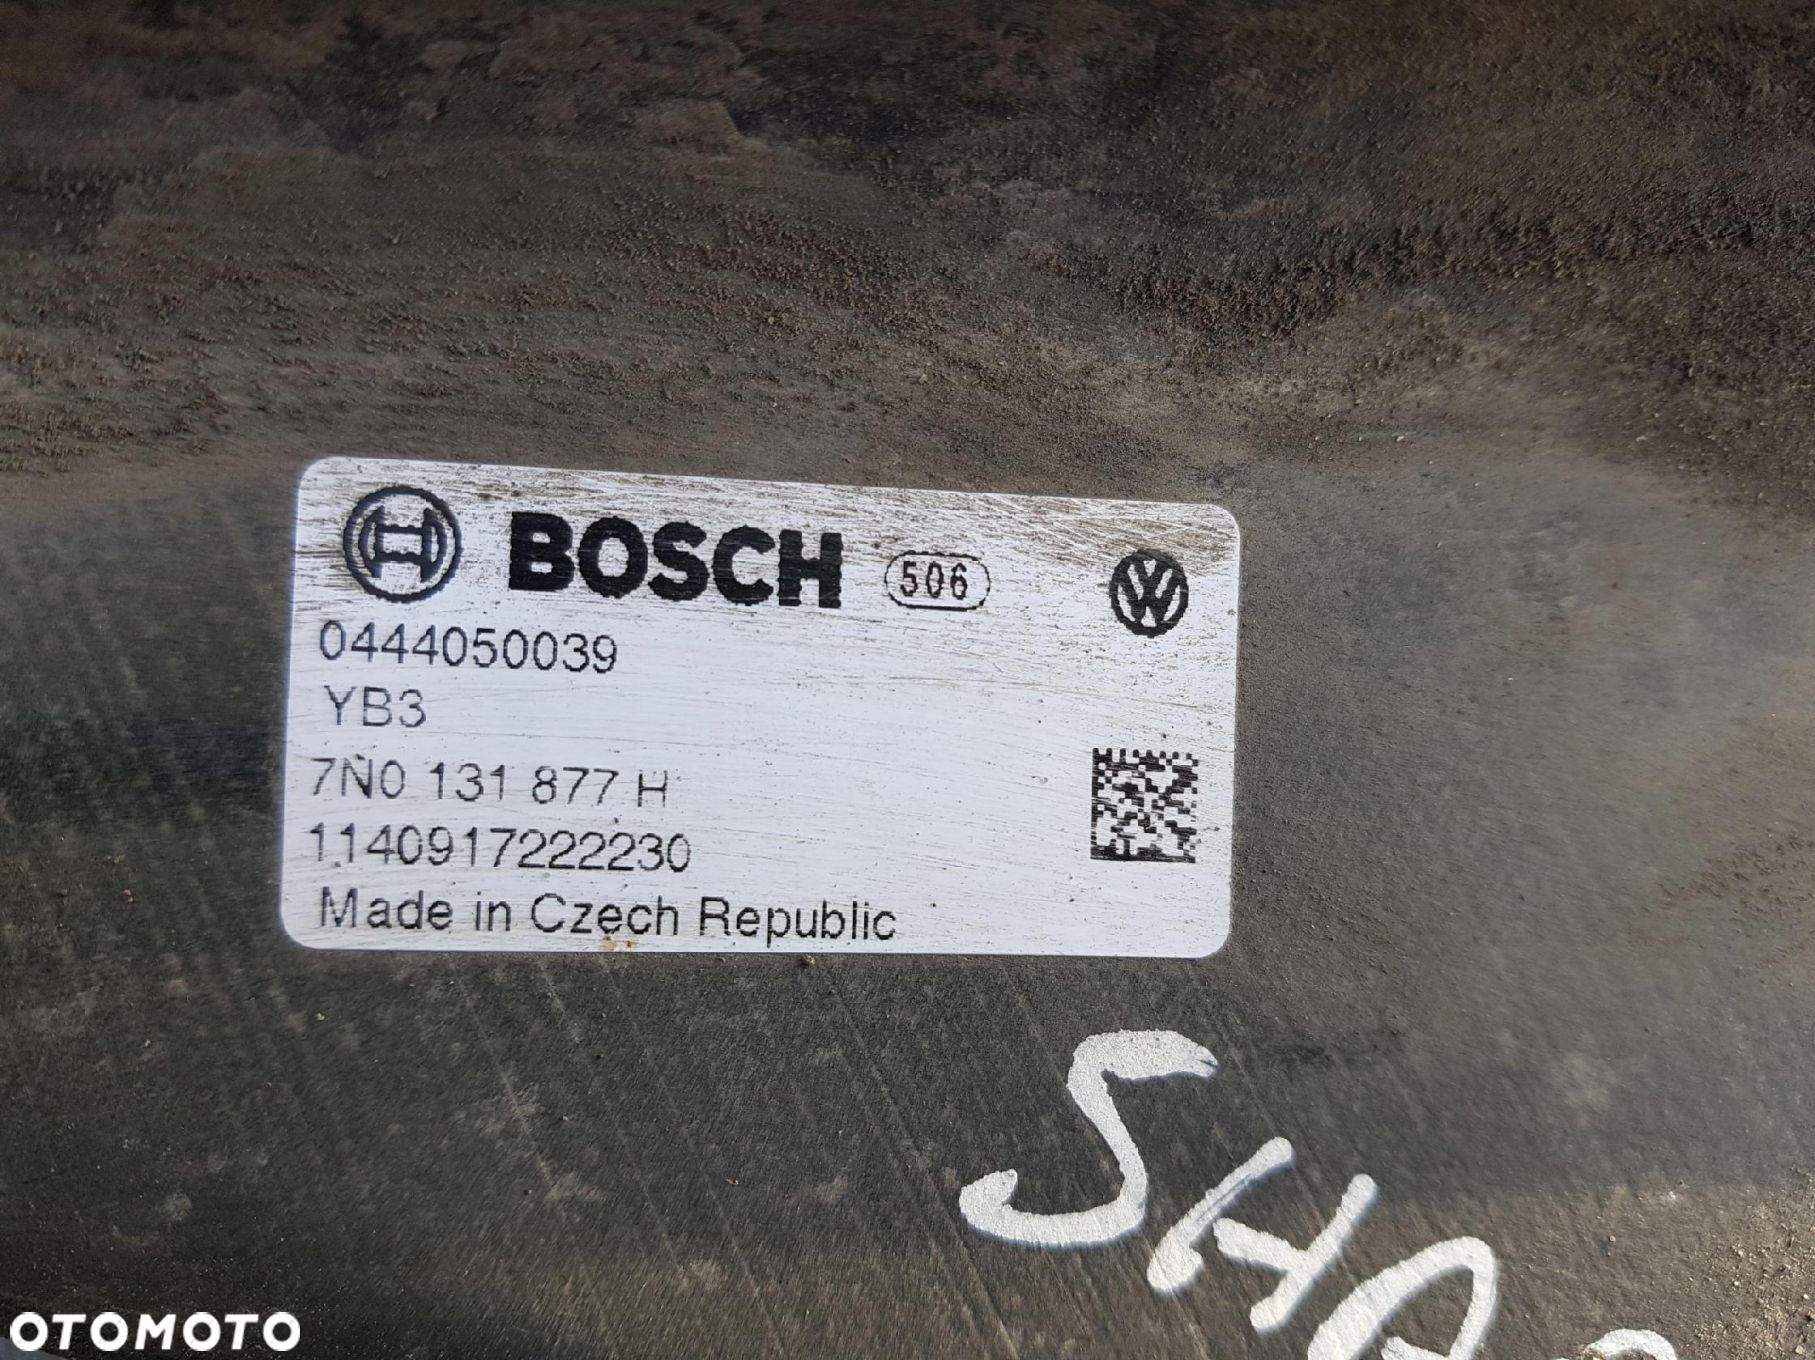 BOSCH 506
0444050039
YB3
7N0 131 877 H
1140917222230
Made in Czech Republic
SHA
OTOMOTO